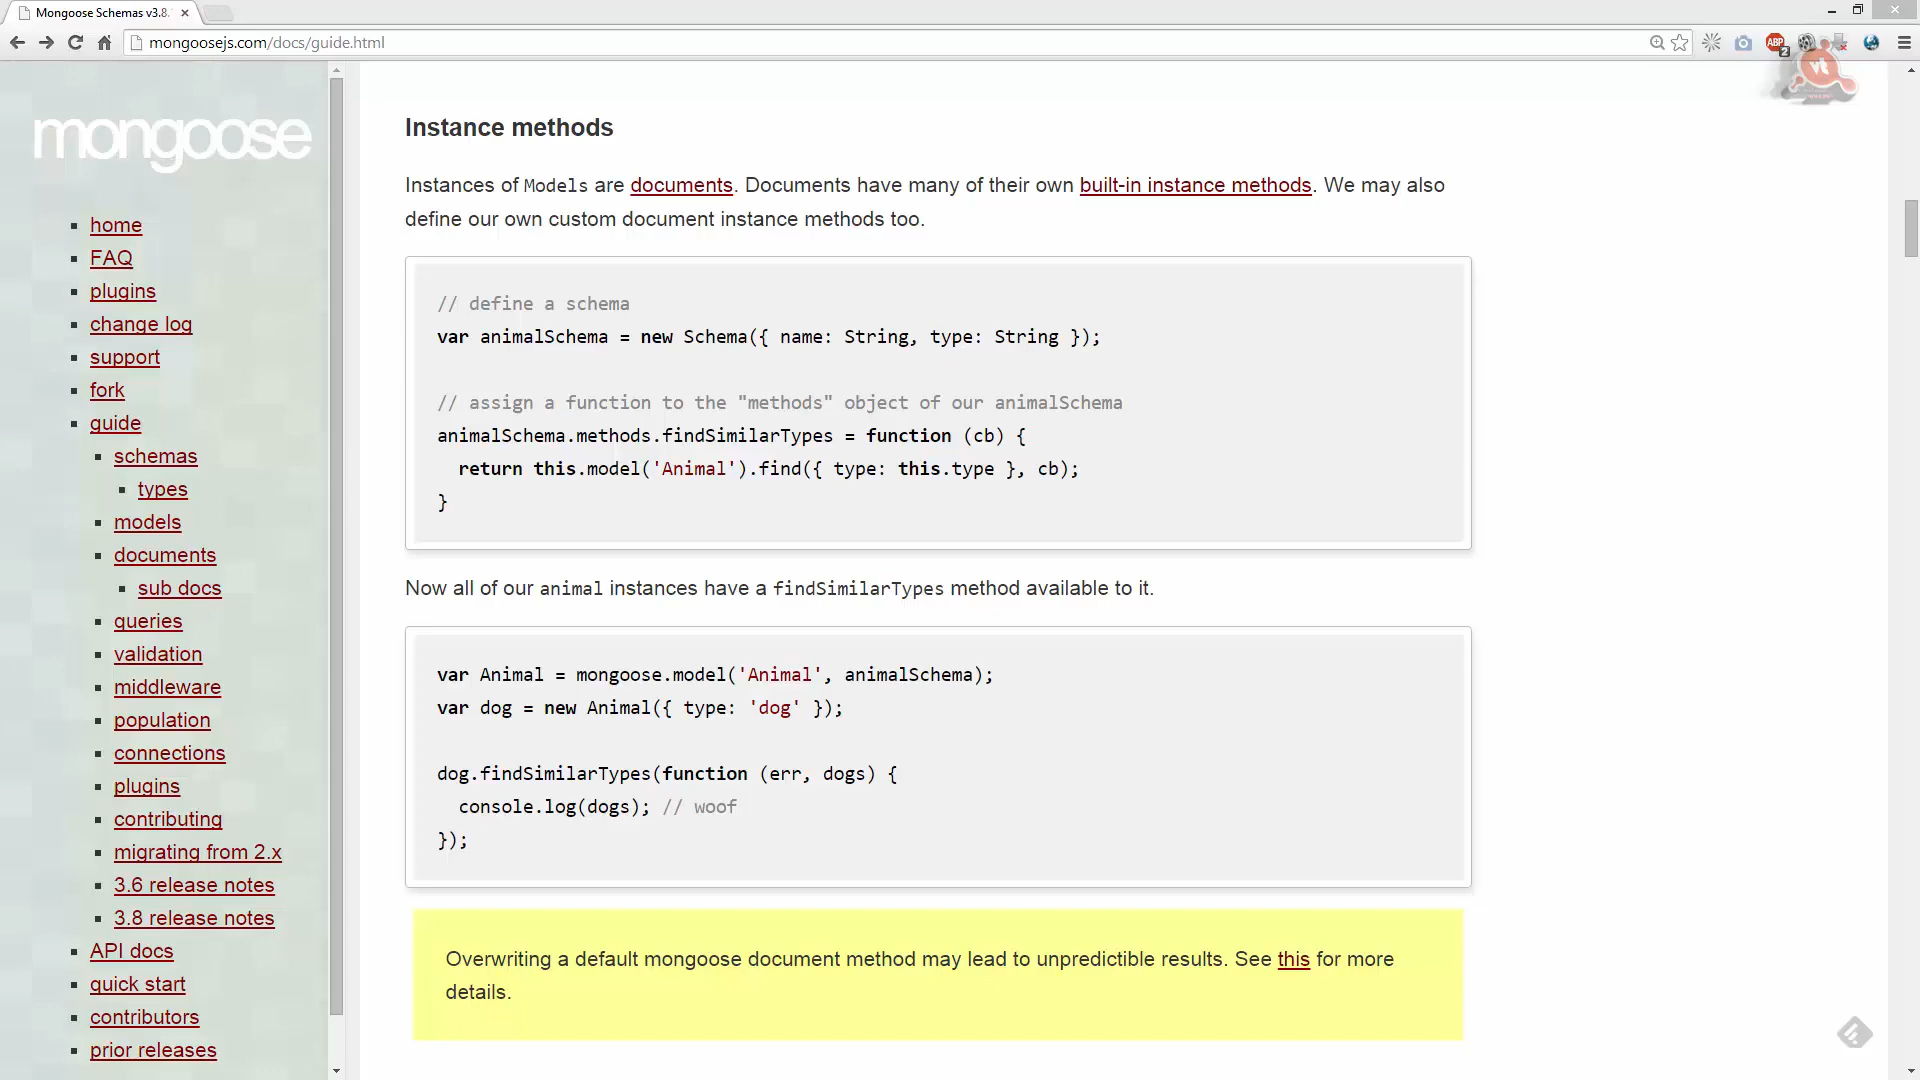 Mongoose Schemas v3.8.
mongoosejs.com/docs/guide.html
ABP
2
vt
mongoose
home
FAQ
plugins
change log
support
fork
guide
schemas
types
models
documents
sub docs
queries
validation
middleware
population
connections
plugins
contributing
migrating from 2.x
3.6 release notes
3.8 release notes
API docs
quick start
contributors
prior releases
Instance methods
Instances of Models are documents. Documents have many of their own built-in instance methods. We may also
define our own custom document instance methods too.
// define a schema
var animalSchema = new Schema({ name: String, type: String });
// assign a function to the "methods" object of our animalSchema
animalSchema.methods.findSimilarTypes = function (cb) {
return this.model('Animal').find({ type: this.type }, cb);
}
Now all of our animal instances have a findSimilarTypes method available to it.
var Animal = mongoose.model('Animal', animalSchema);
var dog = new Animal({ type: 'dog' });
dog.findSimilarTypes(function (err, dogs) {
console.log(dogs); // woof
});
Overwriting a default mongoose document method may lead to unpredictible results. See this for more
details.